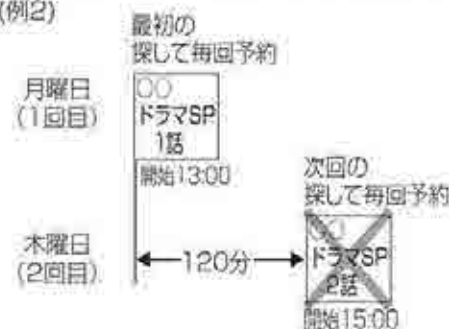 (例2)
最初の
探して毎回予約
月曜日
(1回目)
○○
ドラマSP
1話
開始13:00
次回の
探して毎回予約
木曜日
(2回目)
120分
○○
ドラマSP
2話
開始15:00